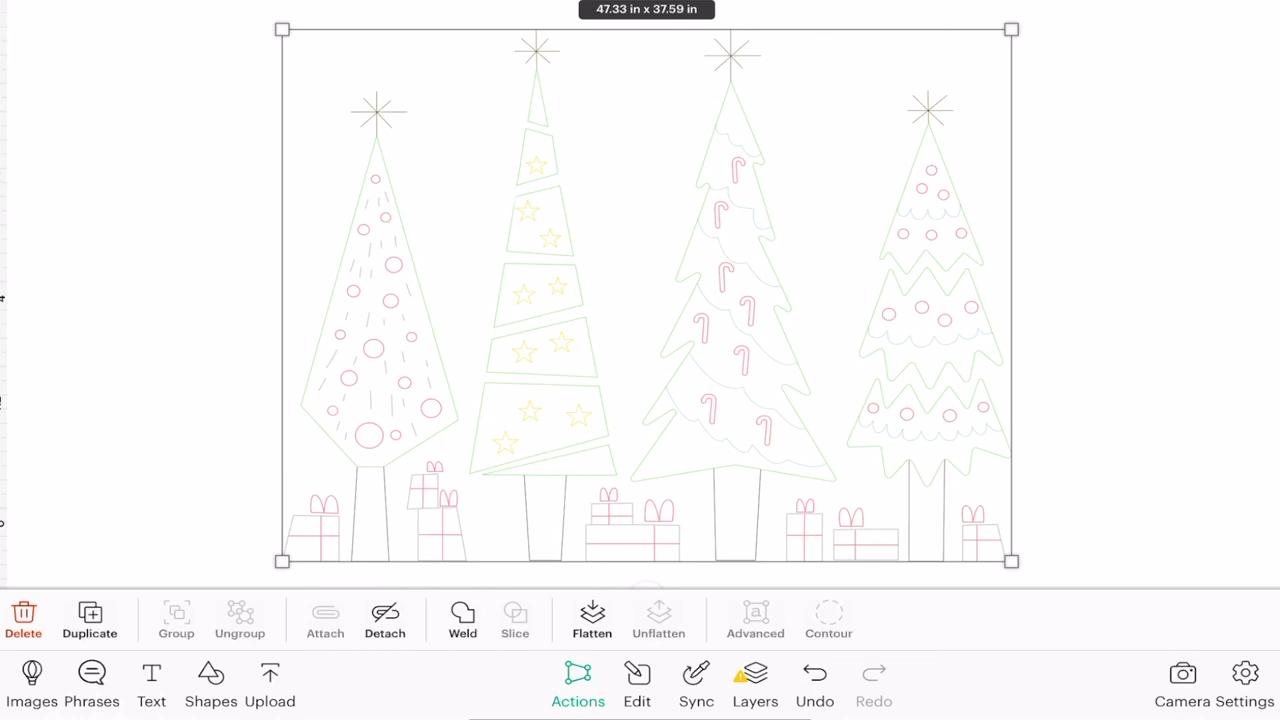 47.33 in x 37.59 in
Delete Duplicate Group Ungroup Attach Detach Weld Slice Flatten Unflatten Advanced Contour
Images Phrases Text Shapes Upload Actions Edit Sync Layers Undo Redo Camera Settings